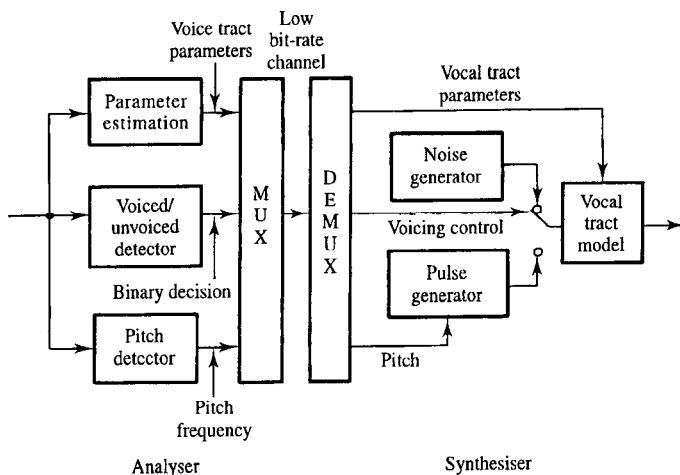 Voice tract
parameters
Low
bit-rate
channel
Vocal tract
parameters
Parameter
estimation
Noise
generator
Voiced/
unvoiced
detector
M
U
X
D
E
M
U
X
Voicing control
Vocal
tract
model
Binary decision
Pulse
generator
Pitch
detector
Pitch
Pitch
frequency
Analyser
Synthesiser